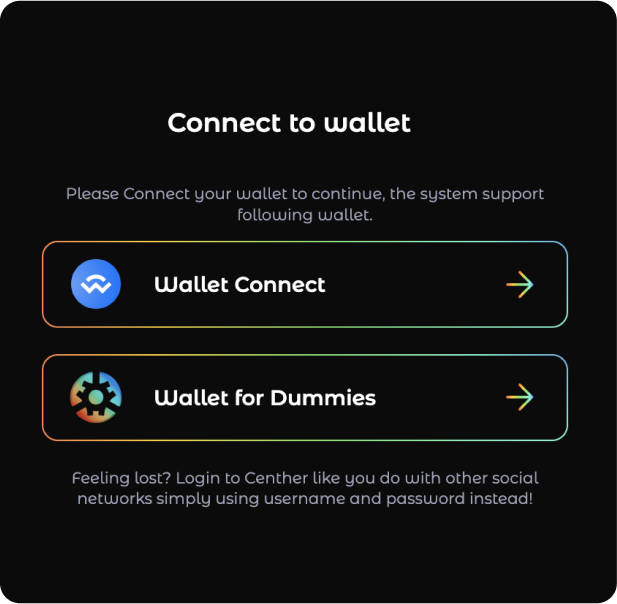 Connect to wallet
Please Connect your wallet to continue, the system support
following wallet.
Wallet Connect
Wallet for Dummies
Feeling lost? Login to Centher like you do with other social
networks simply using username and password instead!